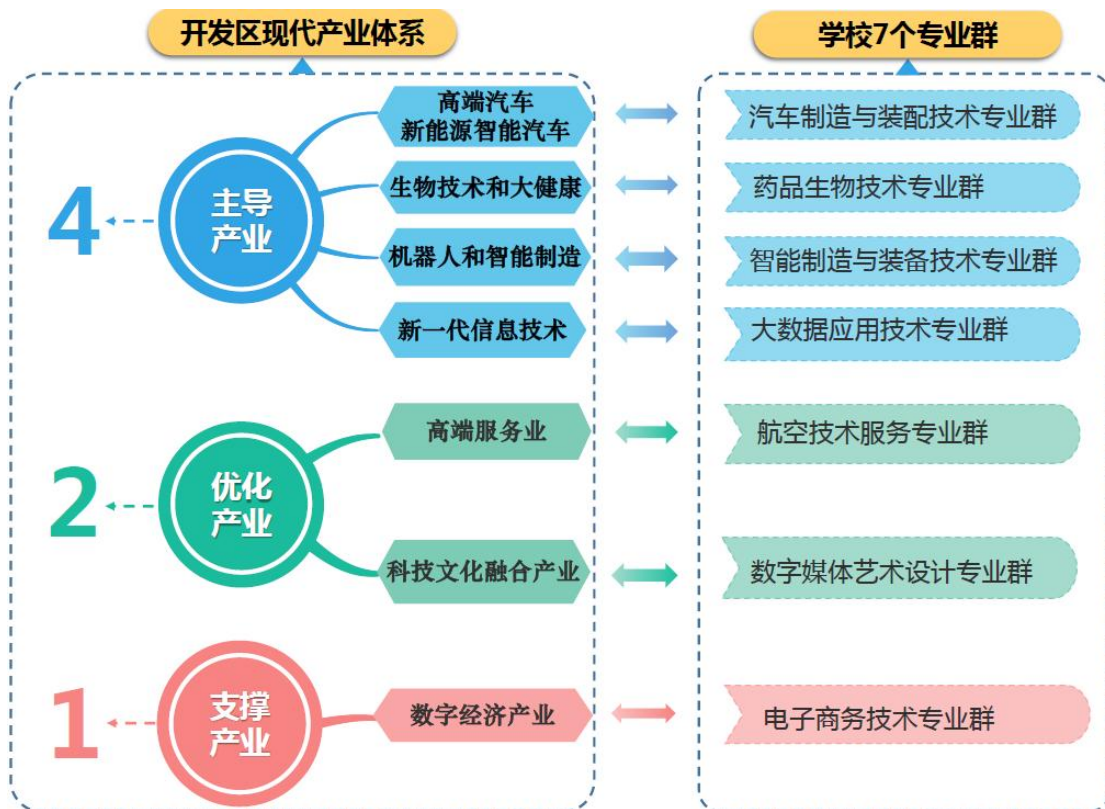 开发区现代产业体系
学校7个专业群
4
主导
产业
高端汽车
新能源智能汽车
汽车制造与装配技术专业群
生物技术和大健康
药品生物技术专业群
机器人和智能制造
智能制造与装备技术专业群
新一代信息技术
大数据应用技术专业群
2
优化
产业
高端服务业
航空技术服务专业群
科技文化融合产业
数字媒体艺术设计专业群
1
支撑
产业
数字经济产业
电子商务技术专业群